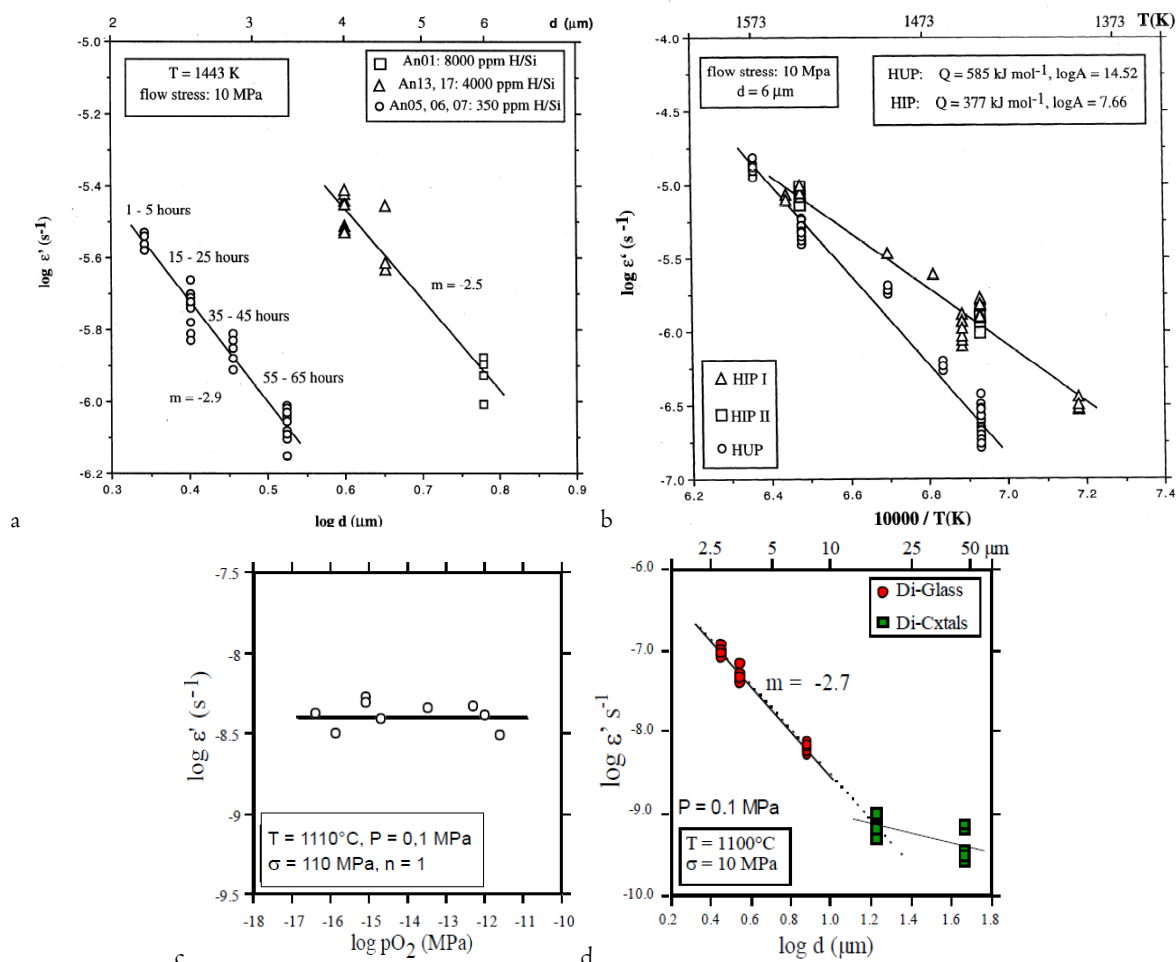 2 3 4 5 6 d (μm)
-5.0
-5.2
-5.4
-5.6
-5.8
-6.0
-6.2
log ε' (s-1)
T = 1443 K
flow stress: 10 MPa
An01: 8000 ppm H/Si
An13, 17: 4000 ppm H/Si
An05, 06, 07: 350 ppm H/Si
1 - 5 hours
15 - 25 hours
35 - 45 hours
55 - 65 hours
m = -2.9
m = -2.5
0.3 0.4 0.5 0.6 0.7 0.8 0.9
log d (μm)
a
1573 1473 1373 T(K)
-4.0
-4.5
-5.0
-5.5
-6.0
-6.5
-7.0
log ε‘ (s -1)
flow stress: 10 Mpa
d = 6 μm
HUP: Q = 585 kJ mol-1, logA = 14.52
HIP: Q = 377 kJ mol-1, logA = 7.66
HIP I
HIP II
HUP
6.2 6.4 6.6 6.8 7.0 7.2 7.4
10000 / T(K)
b
-7.5
-8
-8.5
-9
-9.5
log ε' (s-1)
T = 1110°C, P = 0,1 MPa
σ = 110 MPa, n = 1
-18 -17 -16 -15 -14 -13 -12 -11 -10
log pO2 (MPa)
c
2.5 5 7.5 10 25 50 μm
-6.0
-7.0
-8.0
-9.0
-10.0
log ε' s-1
Di-Glass
Di-Cxtals
m = -2.7
P = 0.1 MPa
T = 1100°C
σ = 10 MPa
0.2 0.4 0.6 0.8 1.0 1.2 1.4 1.6 1.8
log d (μm)
d